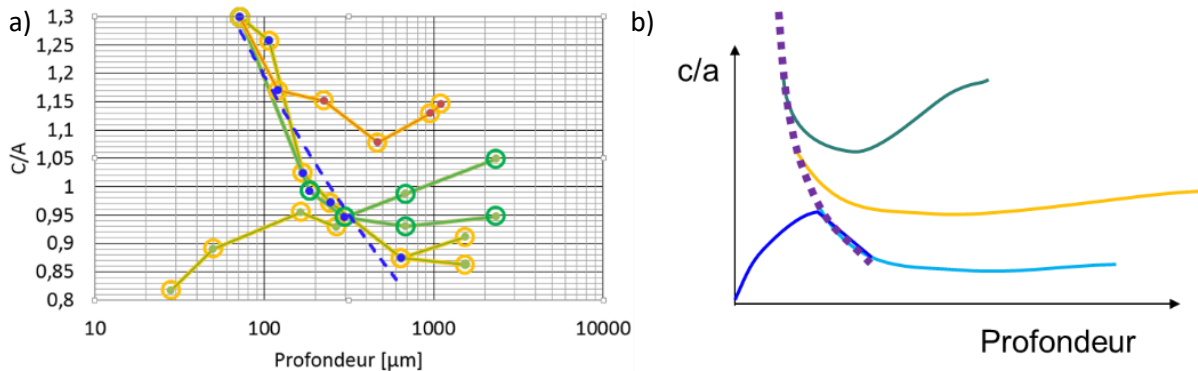 a)
1,3
1,25
1,2
1,15
1,1
1,05
1
0,95
0,9
0,85
0,8
C/A
10 100 1000 10000
Profondeur [µm]
b)
c/a
Profondeur